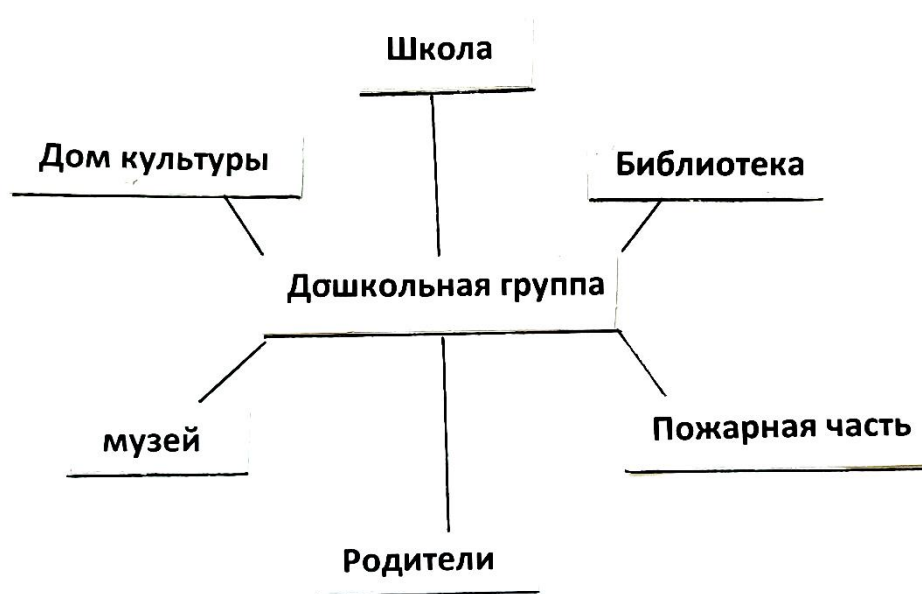 Школа
Дом культуры
Библиотека
Дошкольная группа
музей
Пожарная часть
Родители